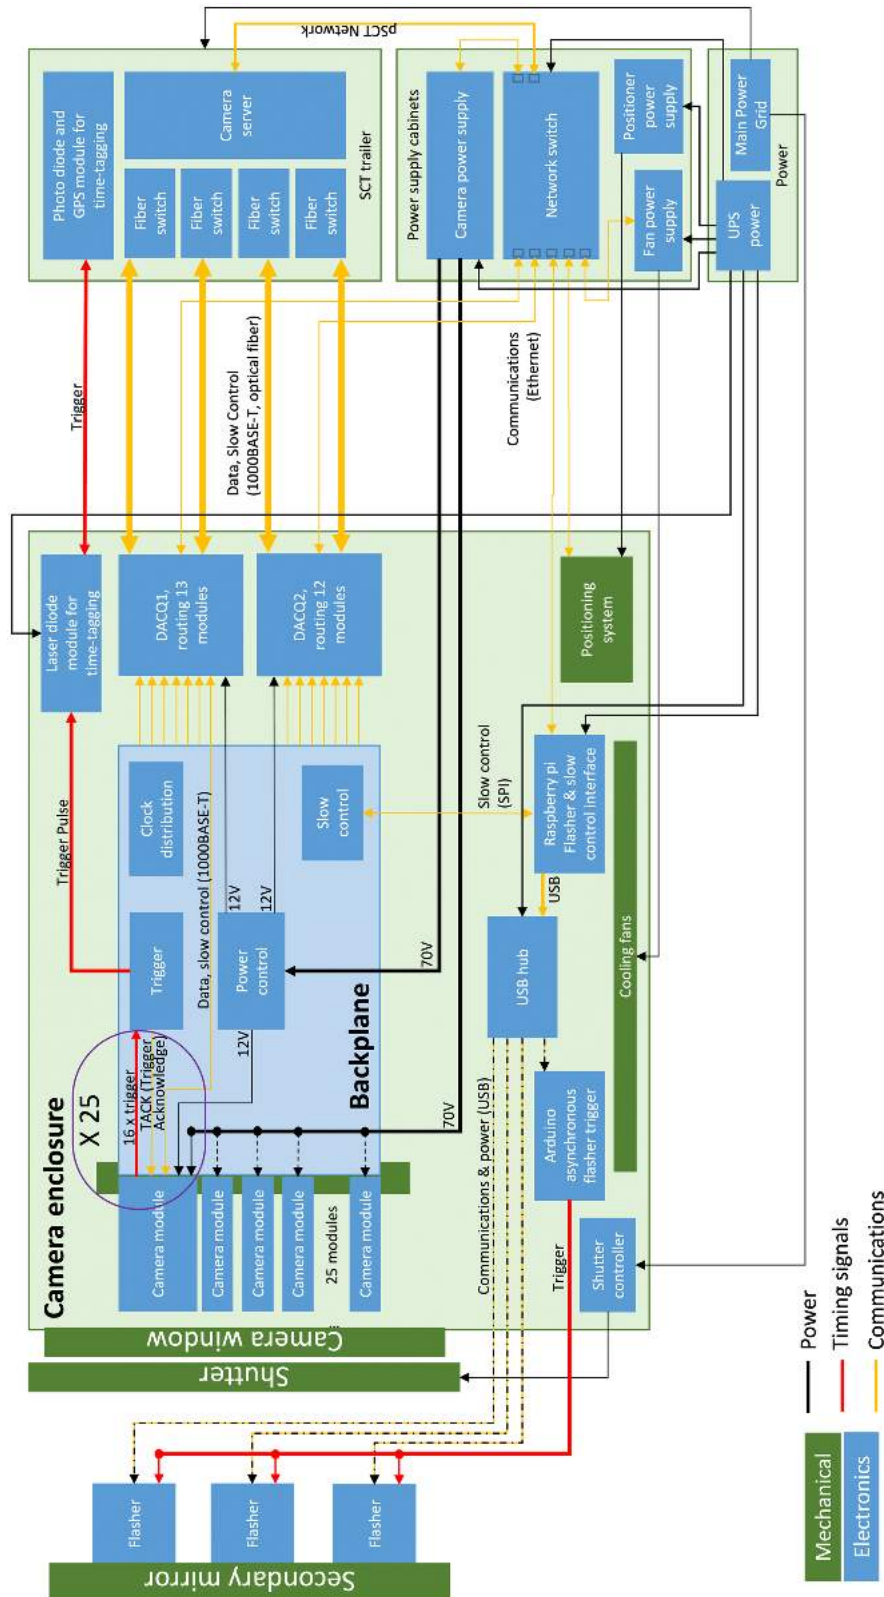 Secondary mirror
Flasher
Flasher
Flasher
Shutter
Camera window
Camera enclosure
X 25
16 x trigger
TACK (Trigger
Acknowledge)
Camera module
Camera module
Camera module
Camera module
25 modules
Camera module
Trigger
Clock
distribution
Data, slow control (1000BASE-T)
12V
12V
12V
Power
control
Slow
control
Backplane
70V
70V
Trigger Pulse
Laser diode
module for
time-tagging
DACQ1,
routing 13
modules
DACQ2,
routing 12
modules
Slow control
(SPI)
Communications & power (USB)
Trigger
Shutter
controller
Arduino
asynchronous
flasher trigger
USB hub
USB
Raspberry pi
Flasher & slow
control interface
Cooling fans
Positioning
system
Trigger
Data, Slow Control
(1000BASE-T, optical fiber)
Communications
(Ethernet)
Photo diode and
GPS module for
time-tagging
Fiber
switch
Fiber
switch
Fiber
switch
Fiber
switch
Camera
server
SCT trailer
pSCT Network
Power supply cabinets
Camera power supply
Network switch
Fan power
supply
Positioner
power
supply
UPS
power
Main Power
Grid
Power
Mechanical
Electronics
Power
Timing signals
Communications